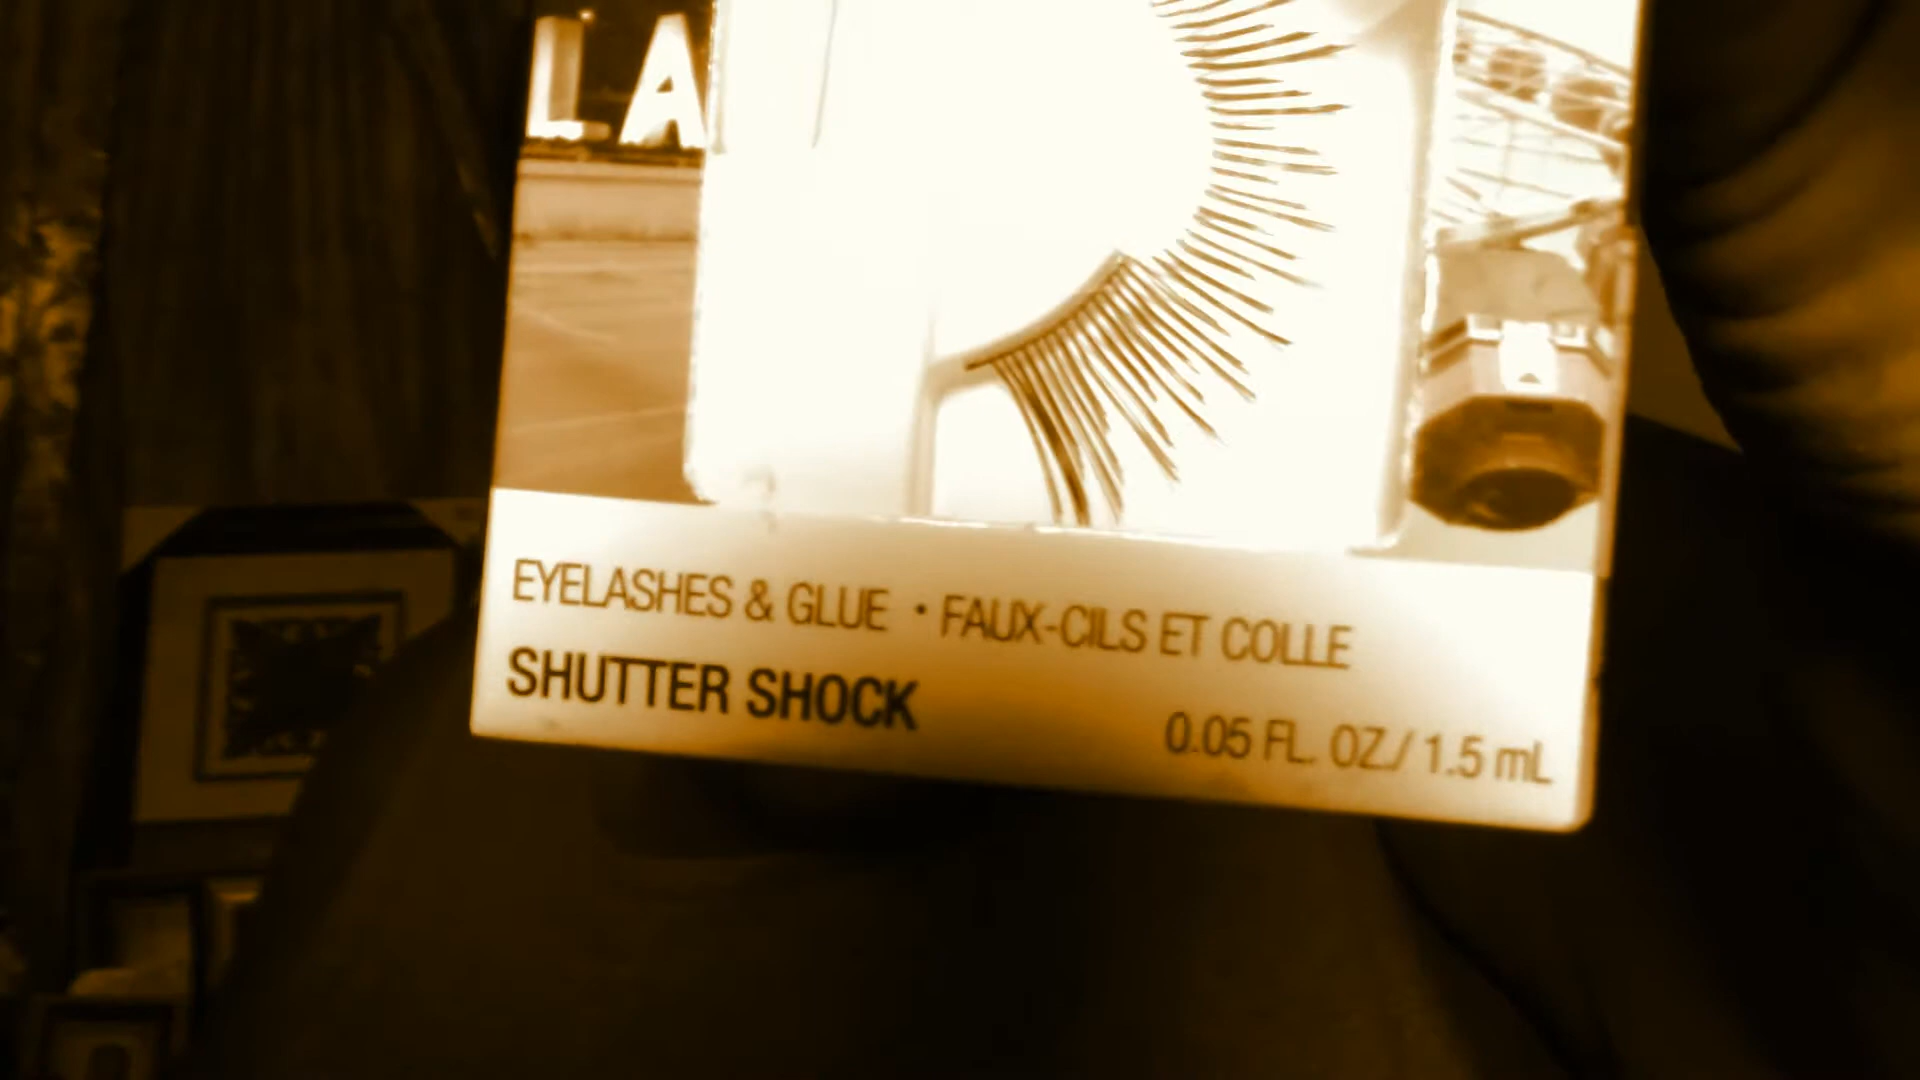 LA
EYELASHES & GLUE • FAUX-CILS ET COLLE
SHUTTER SHOCK
0.05 FL. OZ./ 1.5 mL